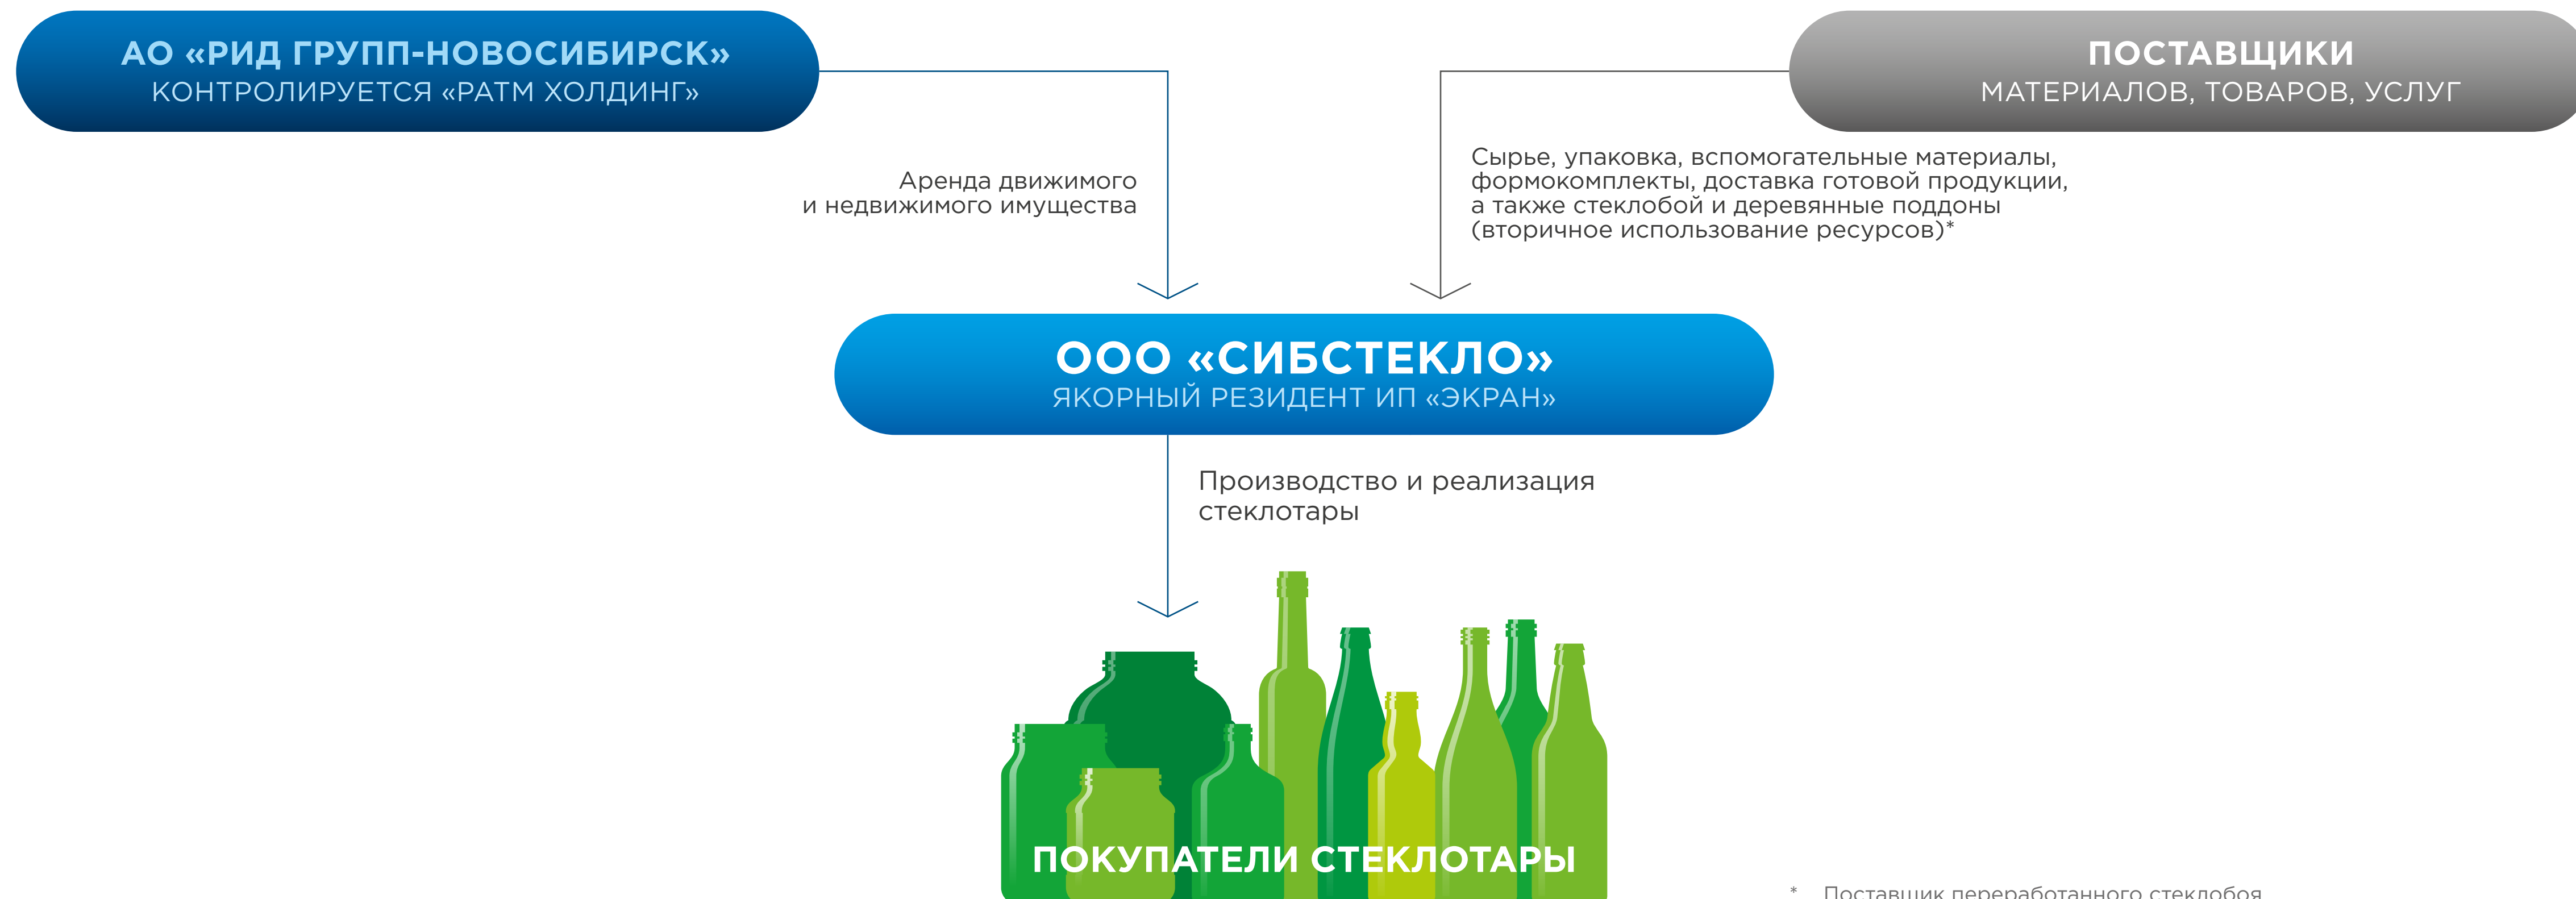 АО «РИД ГРУПП-НОВОСИБИРСК»
КОНТРОЛИРУЕТСЯ «РАТМ ХОЛДИНГ»
ПОСТАВЩИКИ
МАТЕРИАЛОВ, ТОВАРОВ, УСЛУГ
Аренда движимого
и недвижимого имущества
Сырье, упаковка, вспомогательные материалы,
формокомплекты, доставка готовой продукции,
а также стеклобой и деревянные поддоны
(вторичное использование ресурсов)*
ООО «СИБСТЕКЛО»
ЯКОРНЫЙ РЕЗИДЕНТ ИП «ЭКРАН»
Производство и реализация
стеклотары
ПОКУПАТЕЛИ СТЕКЛОТАРЫ
* Поставщик переработанного стеклобоя